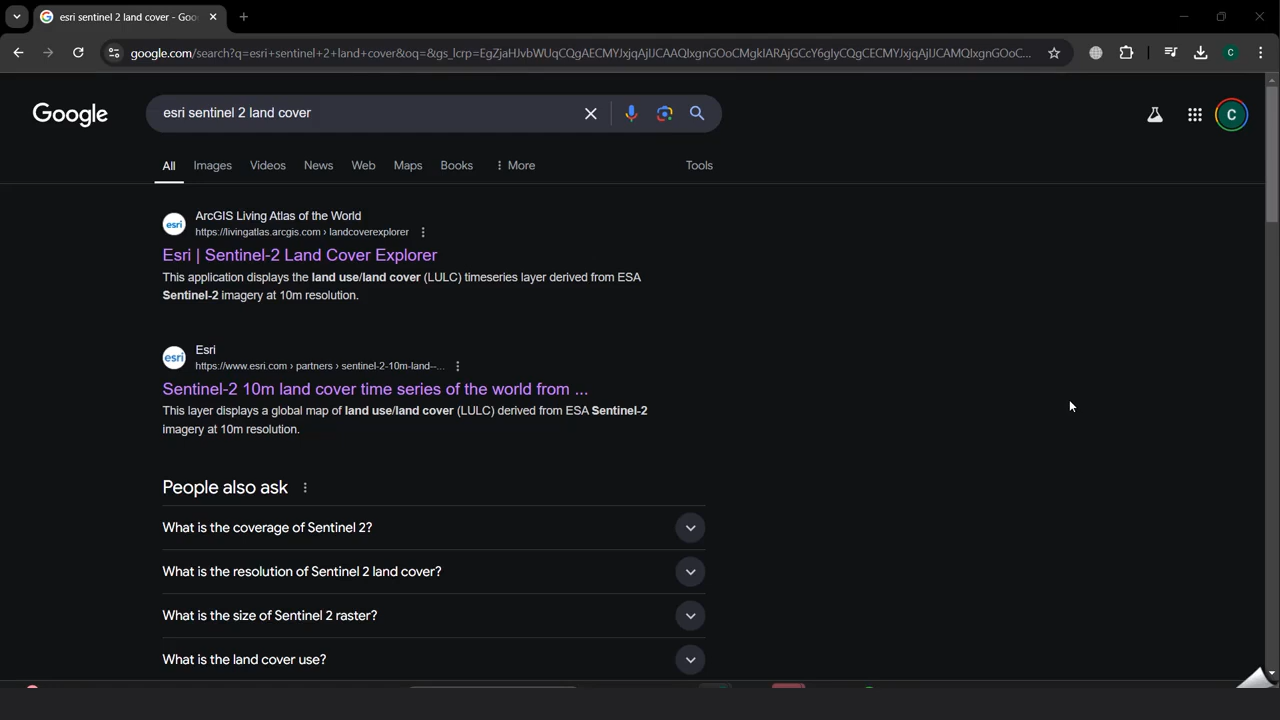 esri sentinel 2 land cover - Goo
google.com/search?q=esri+sentinel+2+land+cover&oq=&gs_lcrp=EgZjaHJvbWUqCQgAECMYJxjqAjIJCAAQIxgnGOoCMgkIARAjGCcY6gIyCQgCECMYJxjqAjIJCAMQIxgnGOoC...
C
Google
esri sentinel 2 land cover
C
All
Images
Videos
News
Web
Maps
Books
More
Tools
esri
ArcGIS Living Atlas of the World
https://livingatlas.arcgis.com › landcoverexplorer
Esri | Sentinel-2 Land Cover Explorer
This application displays the land use/land cover (LULC) timeseries layer derived from ESA
Sentinel-2 imagery at 10m resolution.
esri
Esri
https://www.esri.com › partners › sentinel-2-10m-land--...
Sentinel-2 10m land cover time series of the world from ...
This layer displays a global map of land use/land cover (LULC) derived from ESA Sentinel-2
imagery at 10m resolution.
People also ask
What is the coverage of Sentinel 2?
What is the resolution of Sentinel 2 land cover?
What is the size of Sentinel 2 raster?
What is the land cover use?